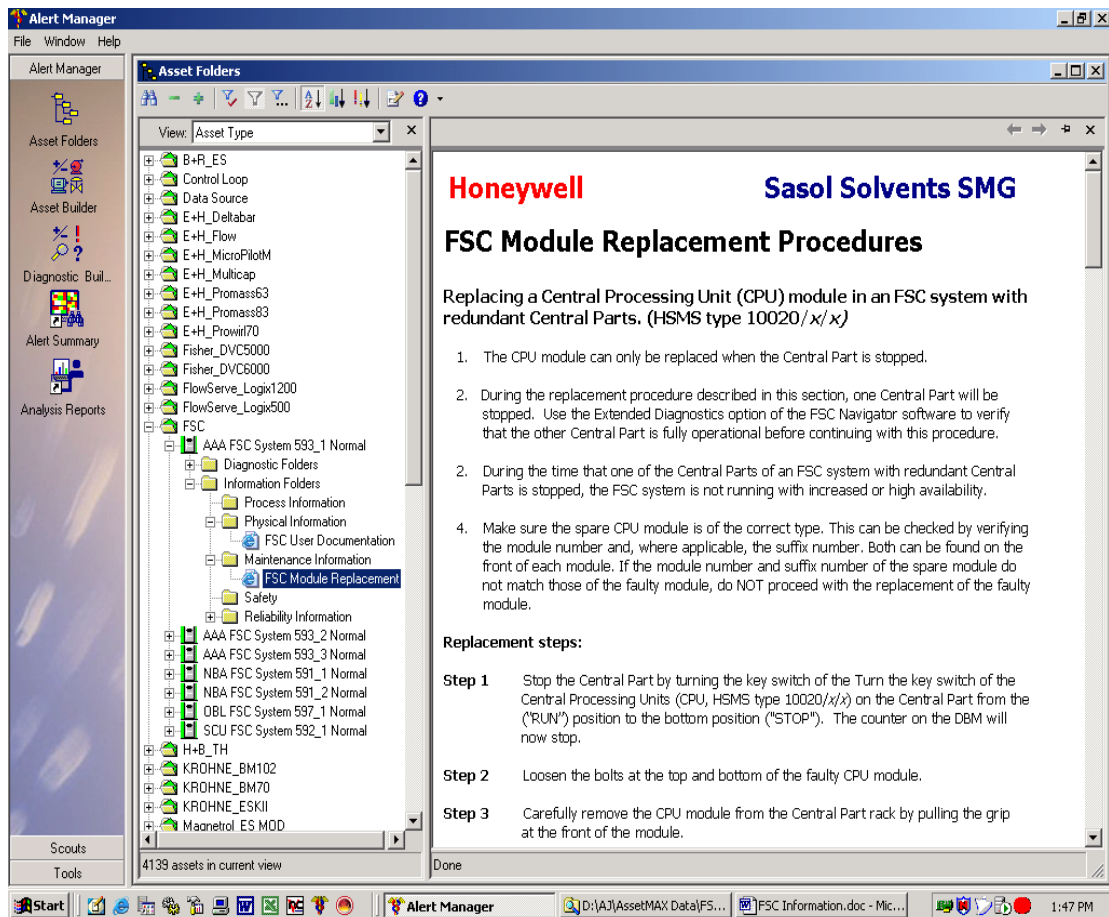 Alert Manager
File Window Help
Alert Manager
Asset Folders
Asset Builder
Diagnostic Buil...
Alert Summary
Analysis Reports
Scouts
Tools
Asset Folders
View: Asset Type
B+R_ES
Control Loop
Data Source
E+H_Deltabar
E+H_Flow
E+H_MicroPilotM
E+H_Multicap
E+H_Promass63
E+H_Promass83
E+H_Prowirl70
Fisher_DVC5000
Fisher_DVC6000
FlowServe_Logix1200
FlowServe_Logix500
FSC
AAA FSC System 593_1 Normal
Diagnostic Folders
Information Folders
Process Information
Physical Information
FSC User Documentation
Maintenance Information
FSC Module Replacement
Safety
Reliability Information
AAA FSC System 593_2 Normal
AAA FSC System 593_3 Normal
NBA FSC System 591_1 Normal
NBA FSC System 591_2 Normal
OBL FSC System 597_1 Normal
SCU FSC System 592_1 Normal
H+B_TH
KROHNE_BM102
KROHNE_BM70
KROHNE_ESKII
Magnetrol ES MOD
4139 assets in current view
Honeywell Sasol Solvents SMG
FSC Module Replacement Procedures
Replacing a Central Processing Unit (CPU) module in an FSC system with
redundant Central Parts. (HSMS type 10020/x/x)
1. The CPU module can only be replaced when the Central Part is stopped.
2. During the replacement procedure described in this section, one Central Part will be
stopped. Use the Extended Diagnostics option of the FSC Navigator software to verify
that the other Central Part is fully operational before continuing with this procedure.
2. During the time that one of the Central Parts of an FSC system with redundant Central
Parts is stopped, the FSC system is not running with increased or high availability.
4. Make sure the spare CPU module is of the correct type. This can be checked by verifying
the module number and, where applicable, the suffix number. Both can be found on the
front of each module. If the module number and suffix number of the spare module do
not match those of the faulty module, do NOT proceed with the replacement of the faulty
module.
Replacement steps:
Step 1 Stop the Central Part by turning the key switch of the Turn the key switch of the
Central Processing Units (CPU, HSMS type 10020/x/x) on the Central Part from the
("RUN") position to the bottom position ("STOP"). The counter on the DBM will
now stop.
Step 2 Loosen the bolts at the top and bottom of the faulty CPU module.
Step 3 Carefully remove the CPU module from the Central Part rack by pulling the grip
at the front of the module.
Done
Start
Alert Manager
D:\AJ\AssetMAX Data\FS...
FSC Information.doc - Mic...
1:47 PM